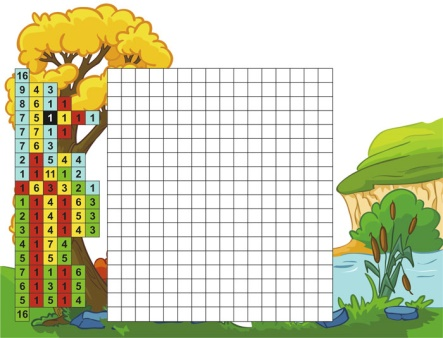 16
9 4 3
8 6 1 1
7 5 1 1 1 1
7 7 1 1
7 6 3
2 1 5 4 4
1 1 11 1 2
1 6 3 3 2 1
1 1 4 1 6 3
2 1 4 1 5 3
3 1 4 1 4 3
4 1 7 4
5 1 5 5
7 1 1 1 6
6 1 3 1 5
5 1 5 1 4
16